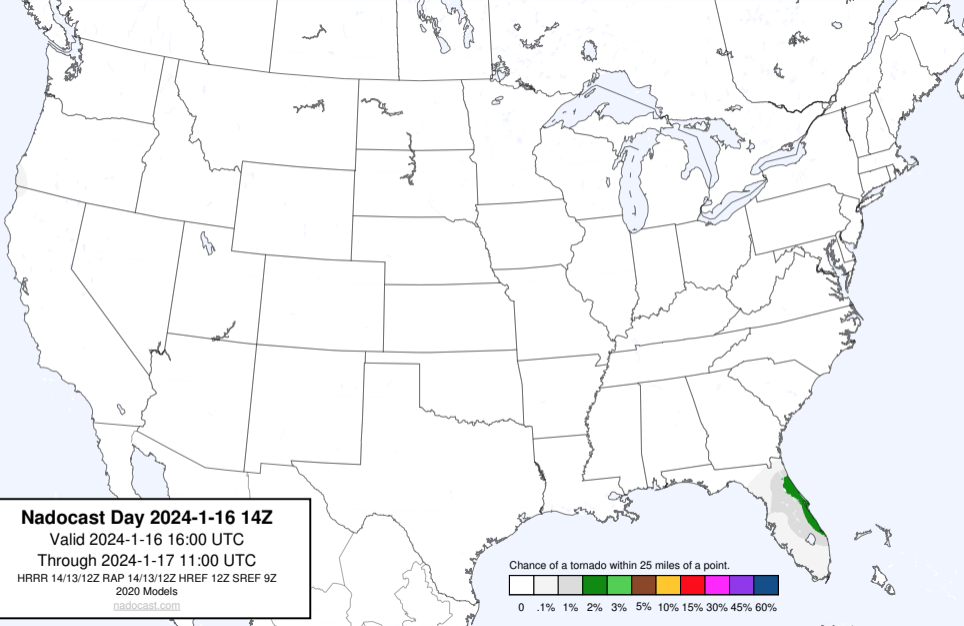 Nadocast Day 2024-1-16 14Z
Valid 2024-1-16 16:00 UTC
Through 2024-1-17 11:00 UTC
HRRR 14/13/12Z RAP 14/13/12Z HREF 12Z SREF 9Z
2020 Models
nadocast.com
Chance of a tornado within 25 miles of a point.
0 .1% 1% 2% 3% 5% 10% 15% 30% 45% 60%